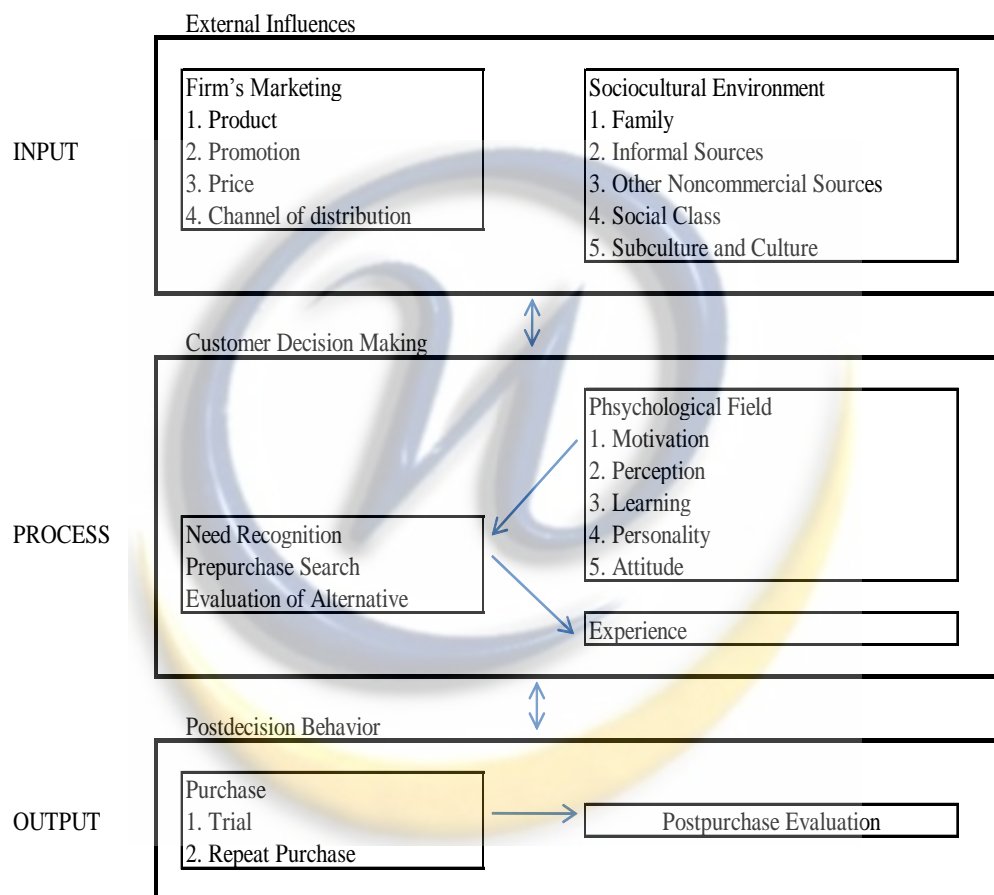 External Influences
Firm's Marketing
1. Product
2. Promotion
3. Price
4. Channel of distribution
Sociocultural Environment
1. Family
2. Informal Sources
3. Other Noncommercial Sources
4. Social Class
5. Subculture and Culture
INPUT
Customer Decision Making
Phsychological Field
1. Motivation
2. Perception
3. Learning
4. Personality
5. Attitude
PROCESS
Need Recognition
Prepurchase Search
Evaluation of Alternative
Experience
Postdecision Behavior
Purchase
1. Trial
2. Repeat Purchase
OUTPUT
Postpurchase Evaluation